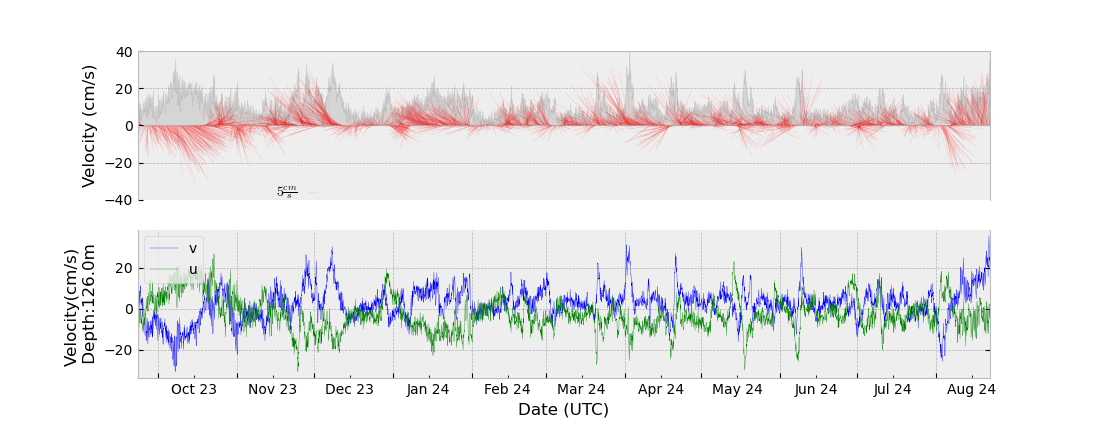 Velocity (cm/s)
40
20
0
−20
−40
5 cm/s
Velocity(cm/s)
Depth:126.0m
20
0
−20
v
u
Oct 23 Nov 23 Dec 23 Jan 24 Feb 24 Mar 24 Apr 24 May 24 Jun 24 Jul 24 Aug 24
Date (UTC)